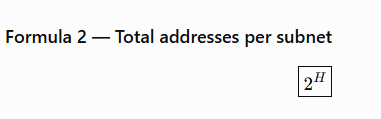 Formula 2 — Total addresses per subnet
2^H